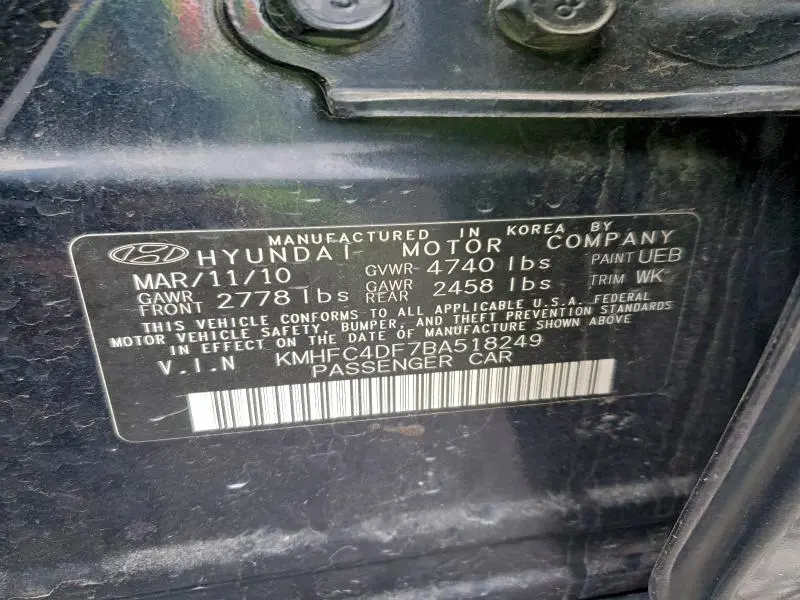 MANUFACTURED IN KOREA BY
HYUNDAI MOTOR COMPANY
MAR/11/10 GVWR-4740 lbs PAINT UEB
GAWR FRONT 2778 lbs GAWR REAR 2458 lbs TRIM WK
THIS VEHICLE CONFORMS TO ALL APPLICABLE U.S.A. FEDERAL
MOTOR VEHICLE SAFETY, BUMPER, AND THEFT PREVENTION STANDARDS
IN EFFECT ON THE DATE OF MANUFACTURE SHOWN ABOVE
V.I.N KMHFC4DF7BA518249
PASSENGER CAR